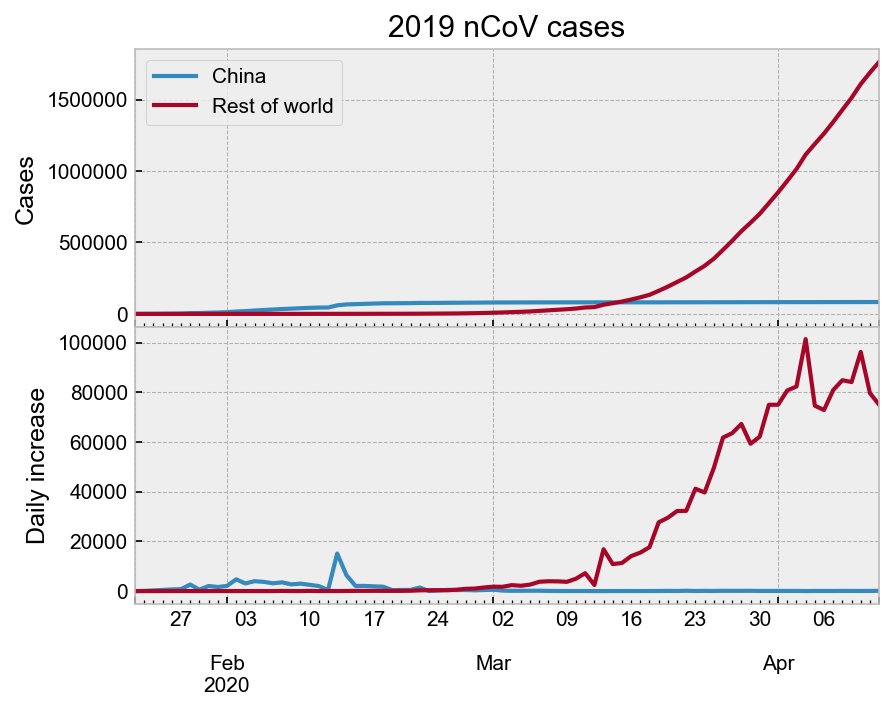 2019 nCoV cases
China
Rest of world
Cases
1500000
1000000
500000
0
Daily increase
100000
80000
60000
40000
20000
0
27 03 10 17 24 02 09 16 23 30 06
Feb Mar Apr
2020